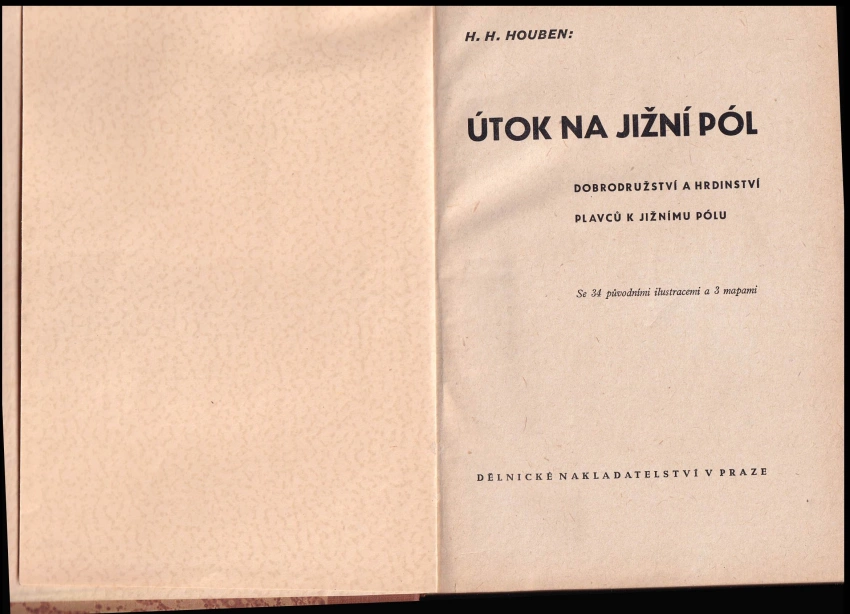 H. H. HOUBEN:
ÚTOK NA JIŽNÍ PÓL
DOBRODRUŽSTVÍ A HRDINSTVÍ
PLAVCŮ K JIŽNÍMU PÓLU
Se 34 původními ilustracemi a 3 mapami
DĚLNICKÉ NAKLADATELSTVÍ V PRAZE